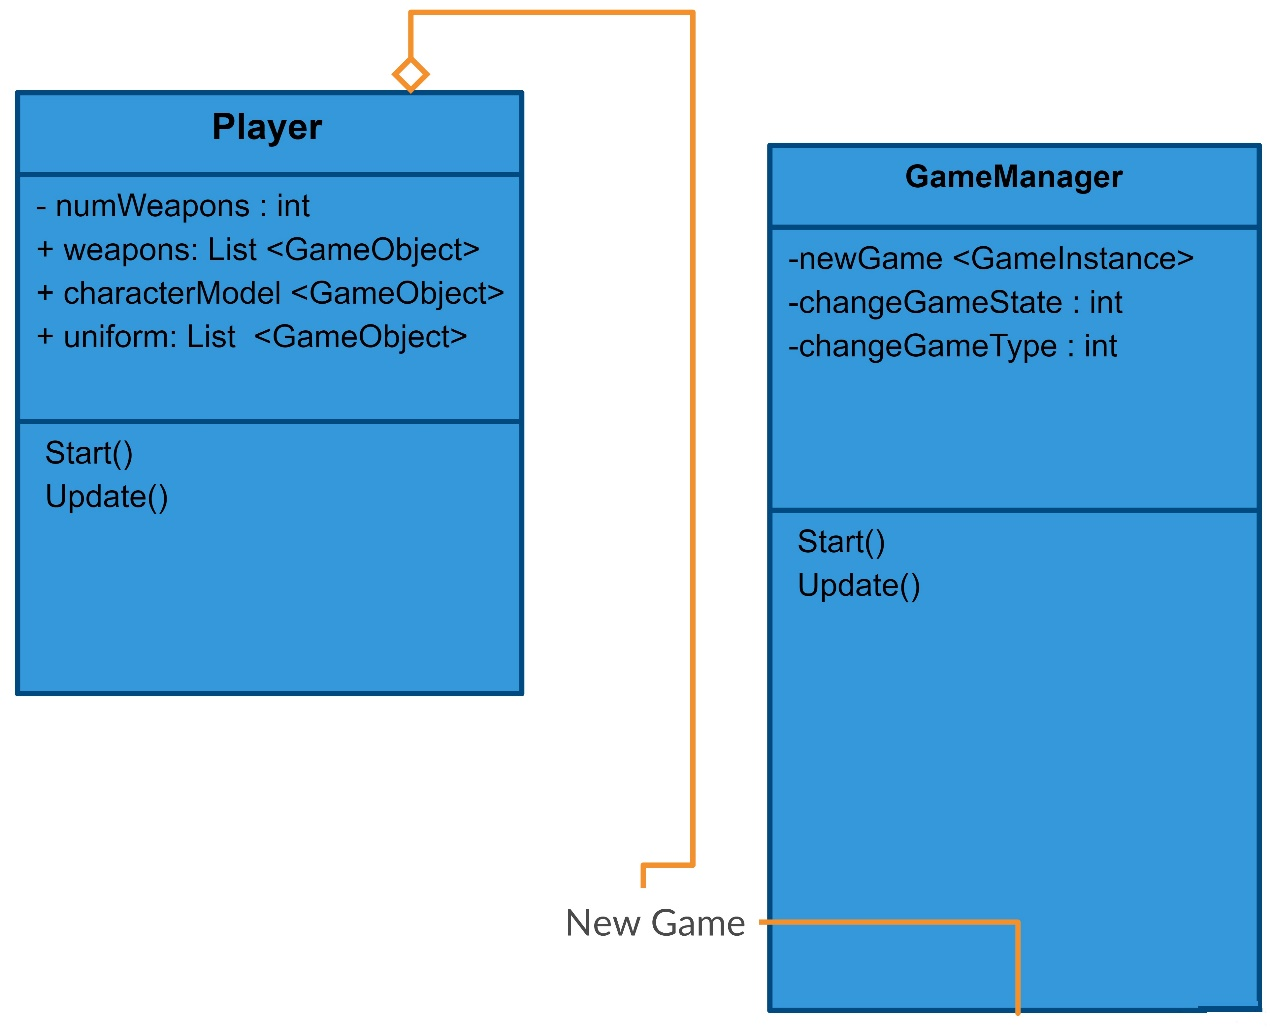 Player
- numWeapons : int
+ weapons: List <GameObject>
+ characterModel <GameObject>
+ uniform: List  <GameObject>
Start()
Update()
GameManager
-newGame <GameInstance>
-changeGameState : int
-changeGameType : int
Start()
Update()
New Game